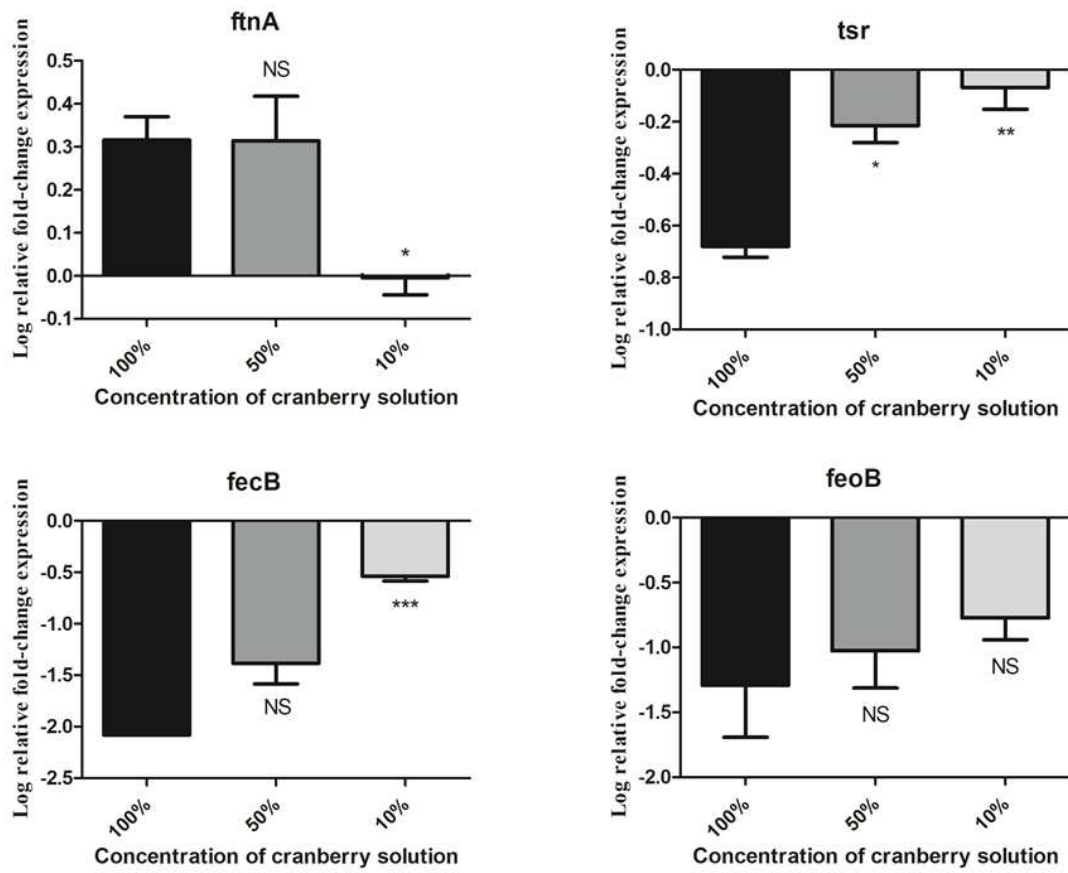 ftnA
Log relative fold-change expression
0.5
0.4
0.3
0.2
0.1
0.0
-0.1
NS
*
100%
50%
10%
Concentration of cranberry solution
tsr
Log relative fold-change expression
0.0
-0.2
-0.4
-0.6
-0.8
-1.0
*
**
100%
50%
10%
Concentration of cranberry solution
fecB
Log relative fold-change expression
0.0
-0.5
-1.0
-1.5
-2.0
-2.5
NS
***
100%
50%
10%
Concentration of cranberry solution
feoB
Log relative fold-change expression
0.0
-0.5
-1.0
-1.5
-2.0
NS
NS
100%
50%
10%
Concentration of cranberry solution